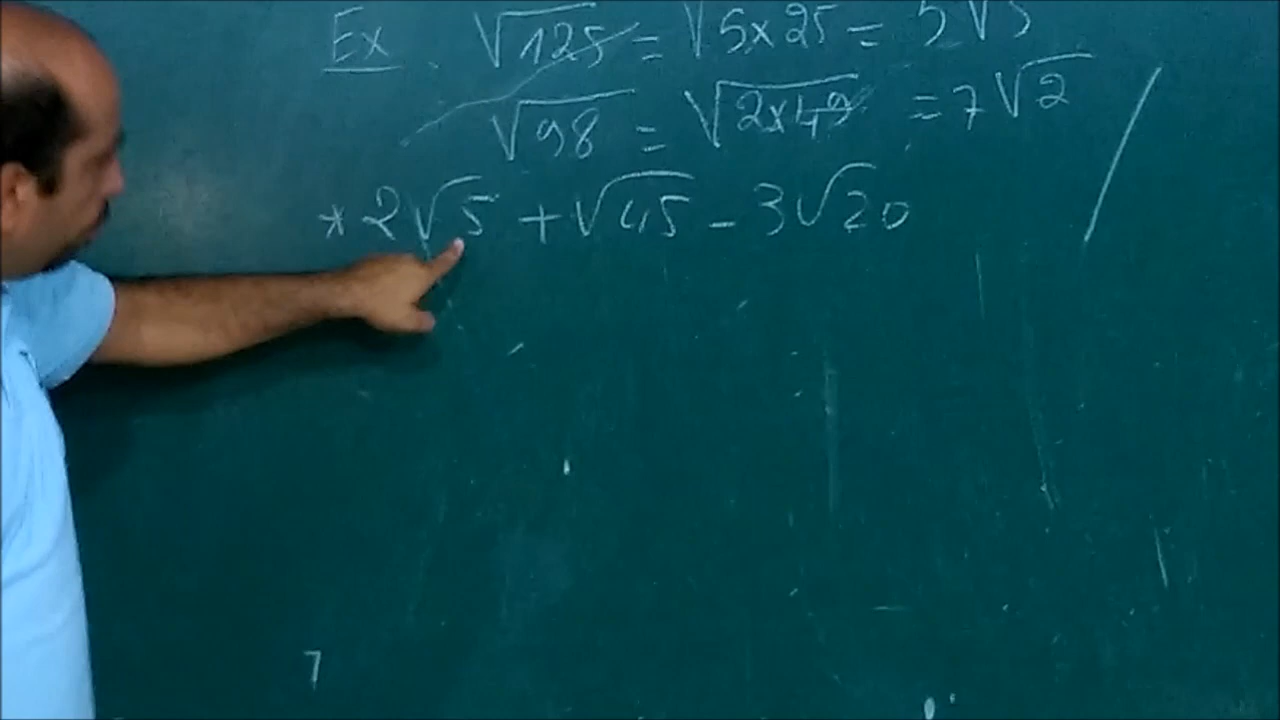 Ex √125 = √5x25 = 5√5
√98 = √2x49 = 7√2
* 2√5 + √45 - 3√20
7